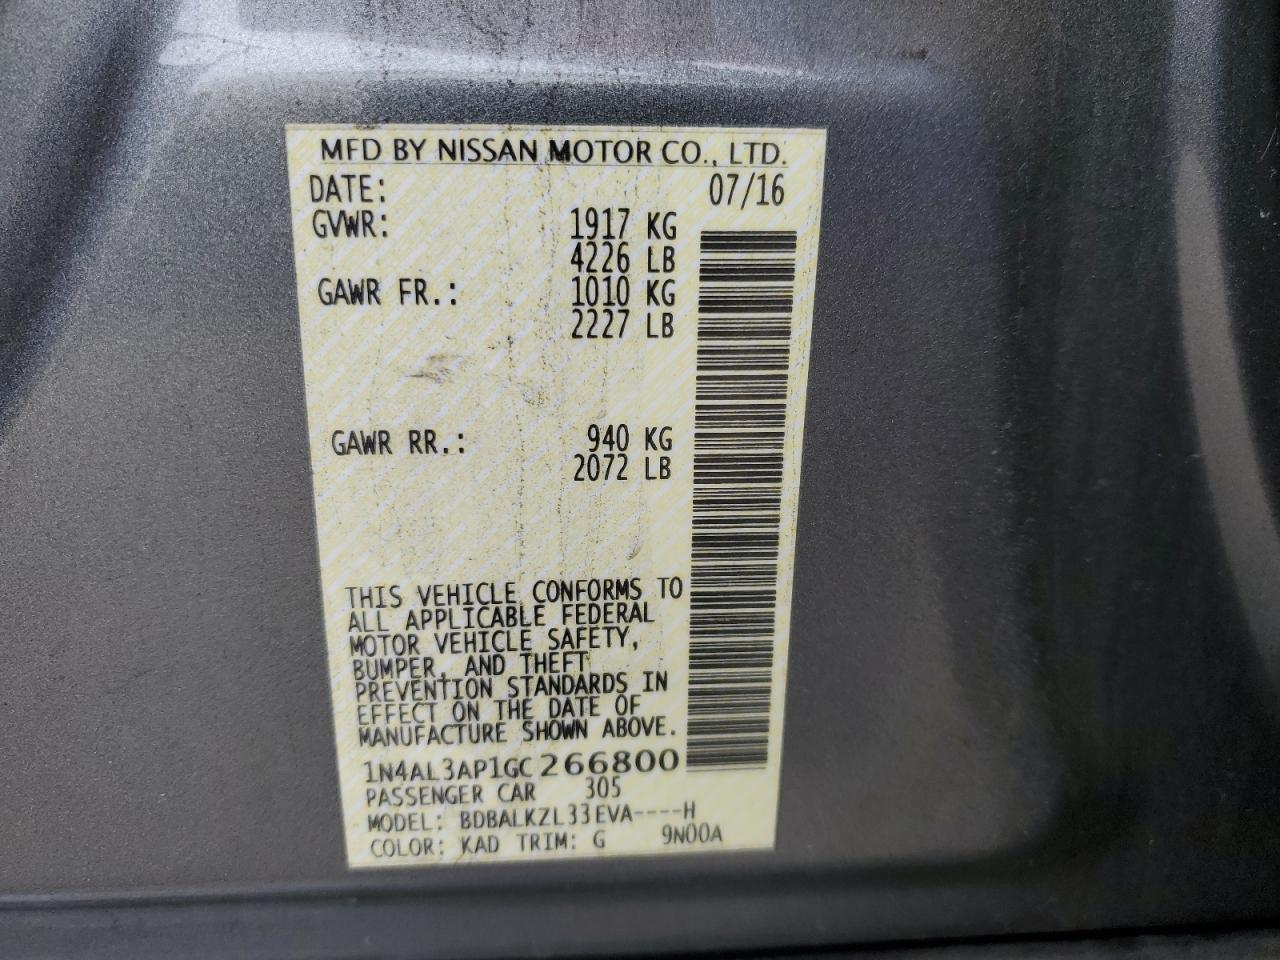 MFD BY NISSAN MOTOR CO., LTD.
DATE: 07/16
GVWR: 1917 KG
4226 LB
GAWR FR.: 1010 KG
2227 LB
GAWR RR.: 940 KG
2072 LB
THIS VEHICLE CONFORMS TO
ALL APPLICABLE FEDERAL
MOTOR VEHICLE SAFETY,
BUMPER, AND THEFT
PREVENTION STANDARDS IN
EFFECT ON THE DATE OF
MANUFACTURE SHOWN ABOVE.
1N4AL3AP1GC266800
PASSENGER CAR 305
MODEL: BDBALKZL33EVA----H
COLOR: KAD TRIM: G 9N00A